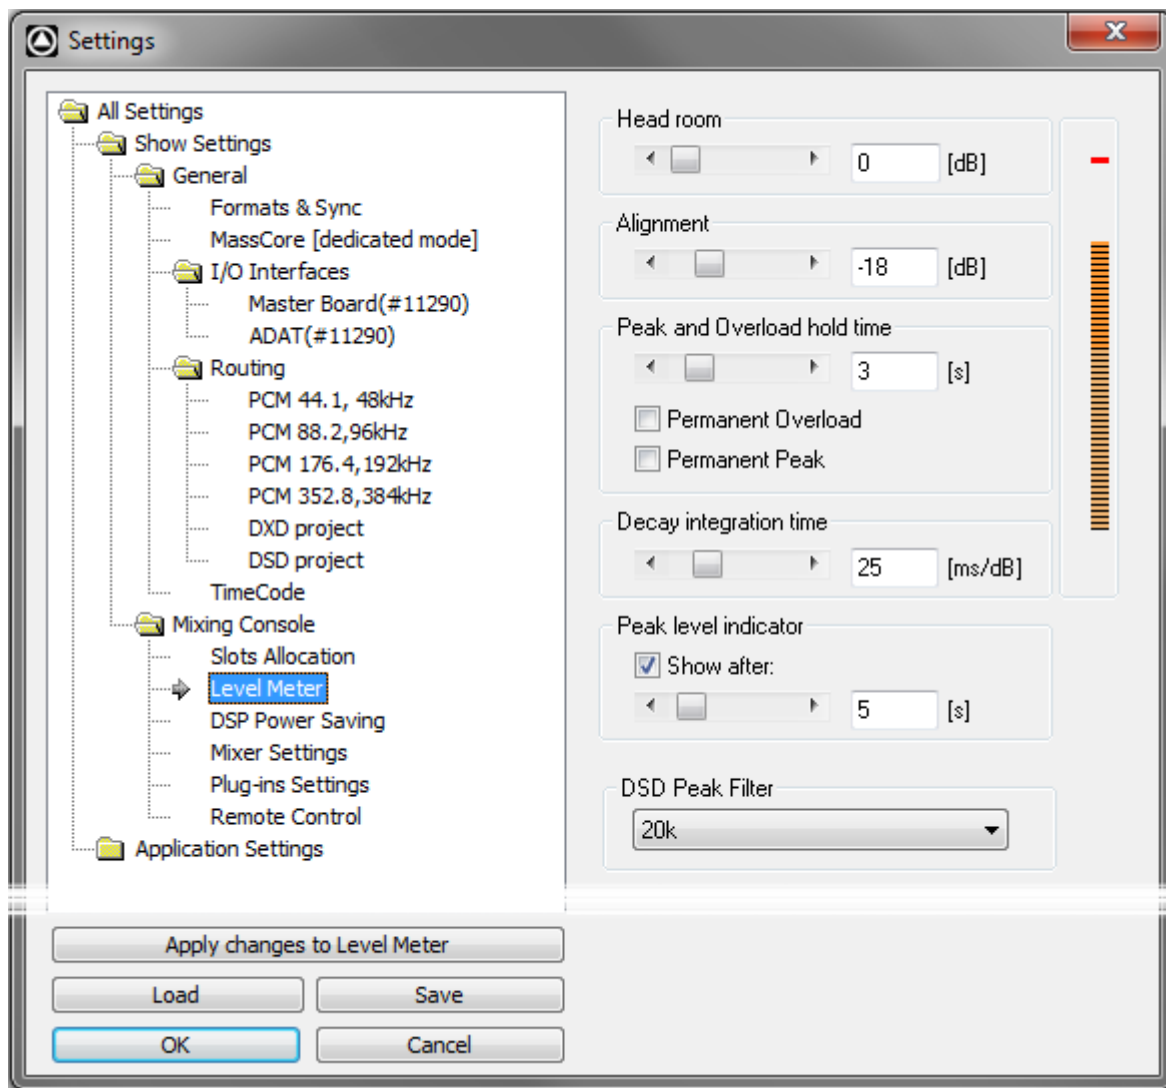 Settings
All Settings
Show Settings
General
Formats & Sync
MassCore [dedicated mode]
I/O Interfaces
Master Board(#11290)
ADAT(#11290)
Routing
PCM 44.1, 48kHz
PCM 88.2,96kHz
PCM 176.4,192kHz
PCM 352.8,384kHz
DXD project
DSD project
TimeCode
Mixing Console
Slots Allocation
Level Meter
DSP Power Saving
Mixer Settings
Plug-ins Settings
Remote Control
Application Settings
Apply changes to Level Meter
Load Save
OK Cancel
Head room
0 [dB]
Alignment
-18 [dB]
Peak and Overload hold time
3 [s]
Permanent Overload
Permanent Peak
Decay integration time
25 [ms/dB]
Peak level indicator
Show after:
5 [s]
DSD Peak Filter
20k